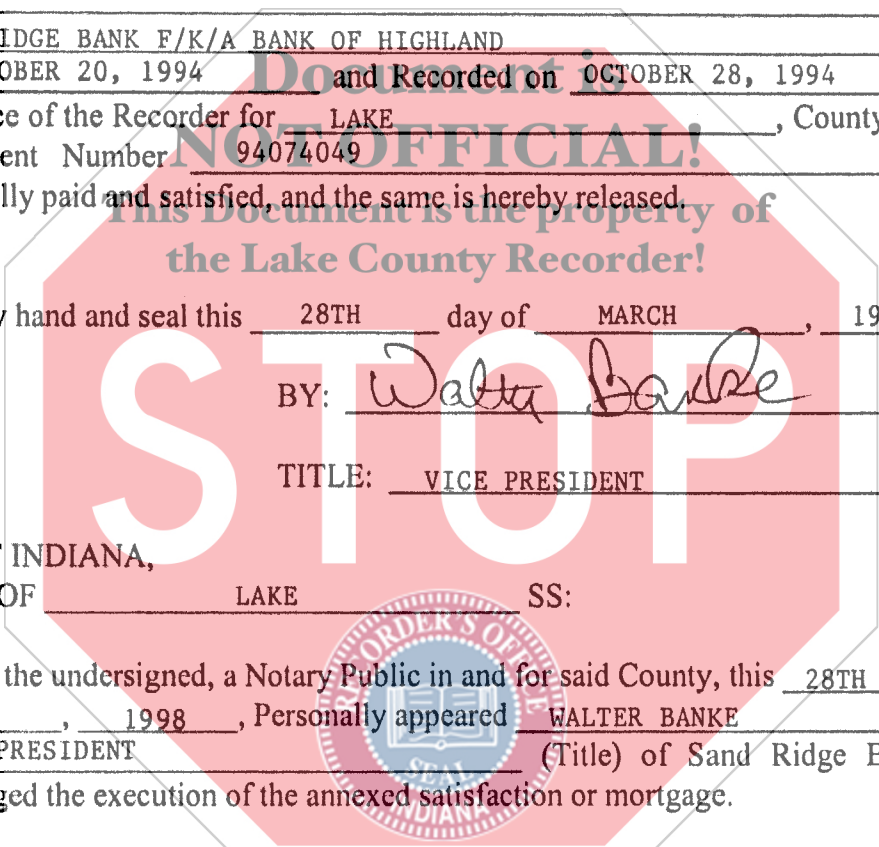 IDGE BANK F/K/A BANK OF HIGHLAND
OBER 20, 1994 and Recorded on OCTOBER 28, 1994
ce of the Recorder for LAKE, County
ent Number 94074049
lly paid and satisfied, and the same is hereby released.
Document is
NOT OFFICIAL!
This Document is the property of
the Lake County Recorder!
y hand and seal this 28TH day of MARCH, 19
STOP
BY: Walter Banke
TITLE: VICE PRESIDENT
INDIANA,
OF LAKE SS:
the undersigned, a Notary Public in and for said County, this 28TH
, 1998, Personally appeared WALTER BANKE
PRESIDENT (Title) of Sand Ridge B
ged the execution of the annexed satisfaction or mortgage.
RECORDER'S OFFICE
SEAL
INDIANA